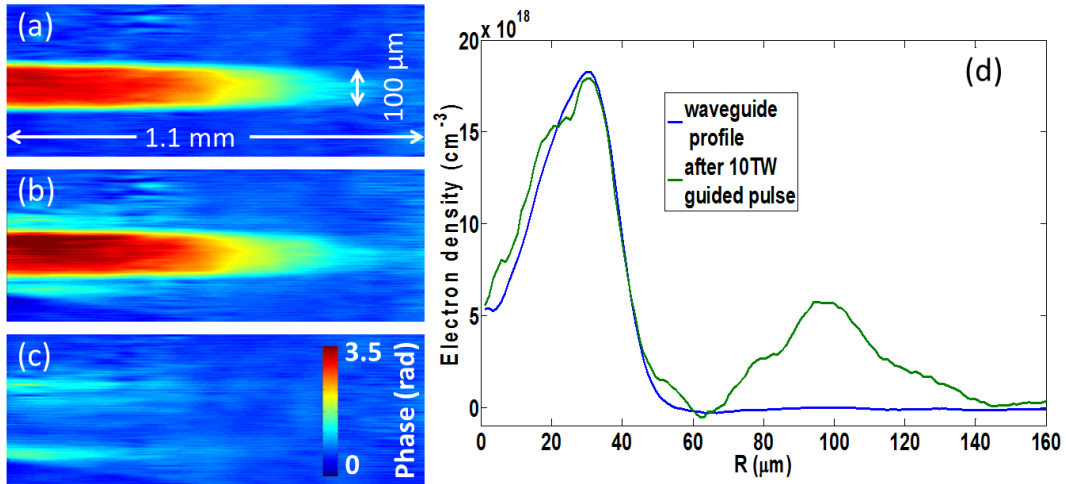 (a)
100 µm
1.1 mm
(b)
(c)
3.5
Phase (rad)
0
x 10^18
(d)
20
15
10
5
0
Electron density (cm^-3)
waveguide
profile
after 10TW
guided pulse
0 20 40 60 80 100 120 140 160
R (µm)